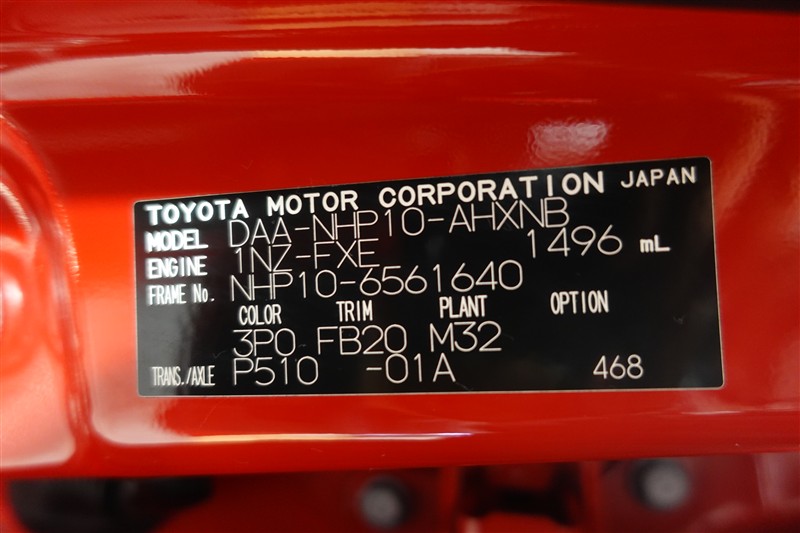 TOYOTA MOTOR CORPORATION JAPAN
MODEL DAA-NHP10-AHXNB
ENGINE 1NZ-FXE 1496 mL
FRAME No. NHP10-6561640
COLOR TRIM PLANT OPTION
3P0 FB20 M32
TRANS./AXLE P510 -01A 468